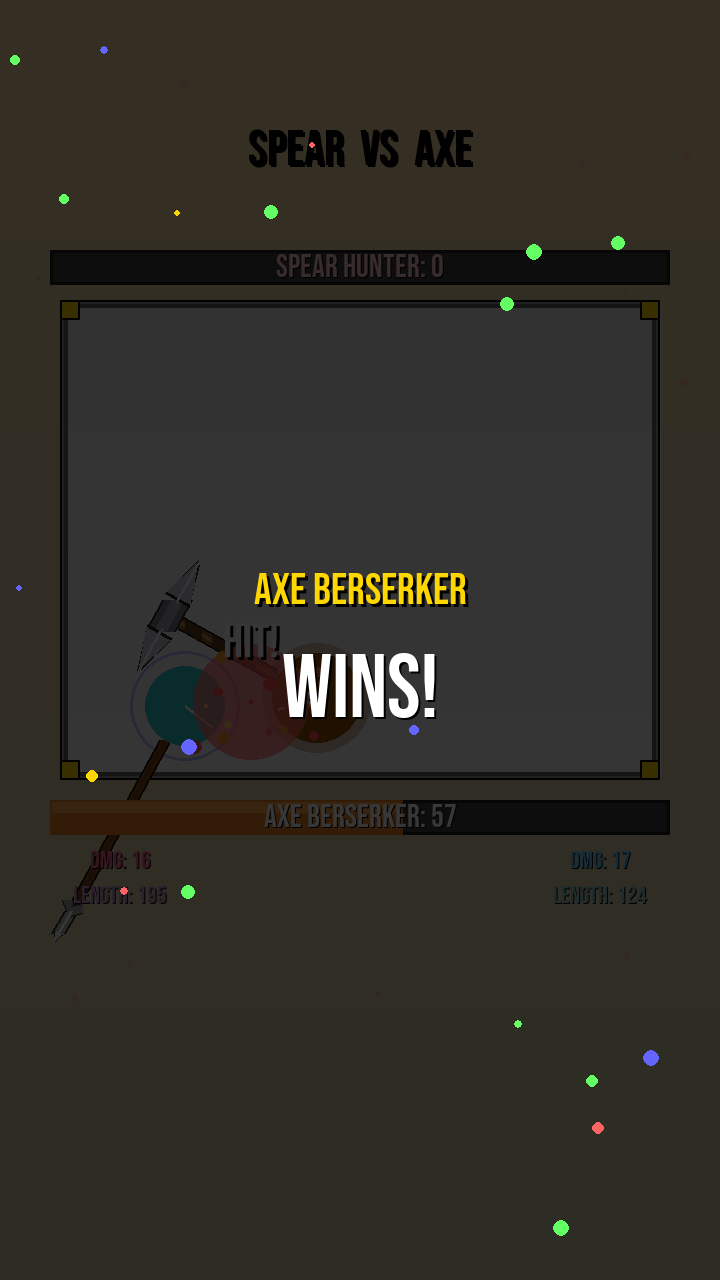 SPEAR VS AXE
SPEAR HUNTER: 0
AXE BERSERKER
HIT!
WINS!
AXE BERSERKER: 57
DMG: 16
DMG: 17
LENGTH: 195
LENGTH: 124